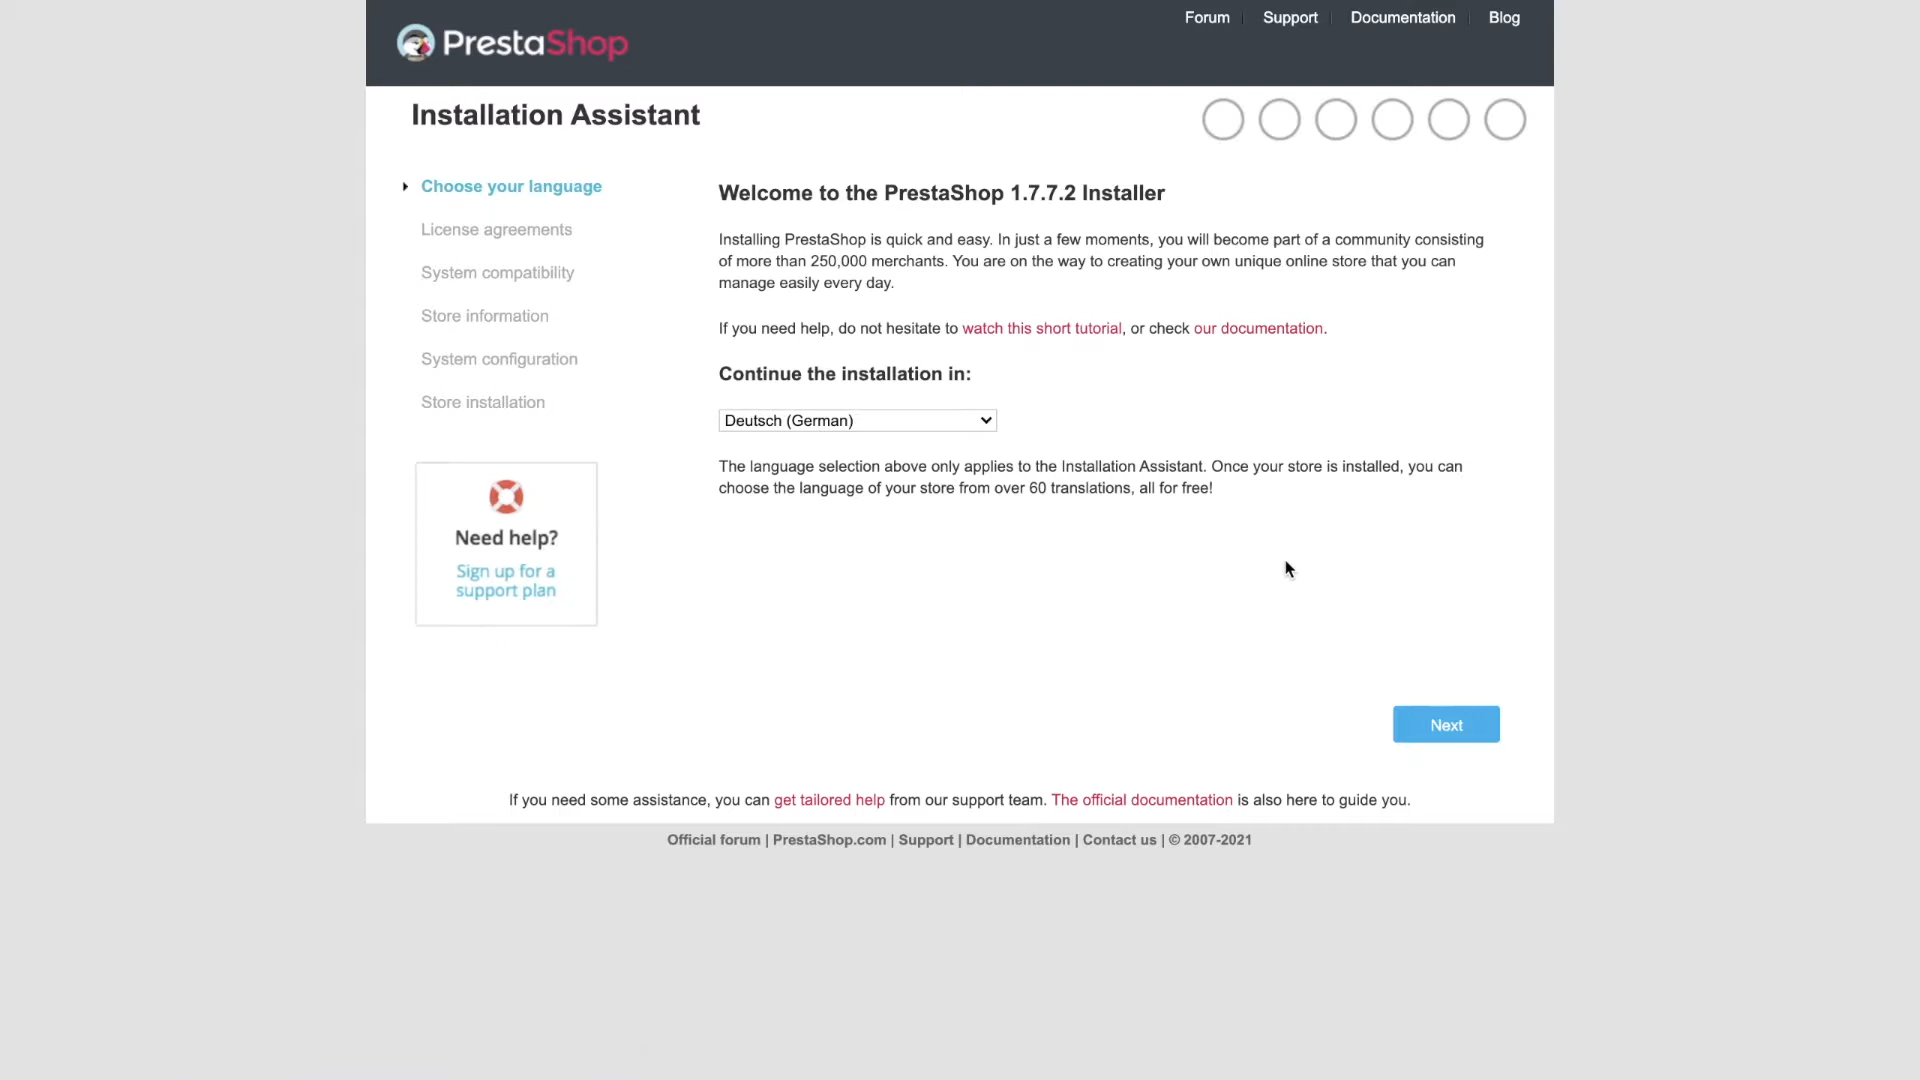 PrestaShop
Forum
Support
Documentation
Blog
Installation Assistant
Choose your language
License agreements
System compatibility
Store information
System configuration
Store installation
Need help?
Sign up for a
support plan
Welcome to the PrestaShop 1.7.7.2 Installer
Installing PrestaShop is quick and easy. In just a few moments, you will become part of a community consisting
of more than 250,000 merchants. You are on the way to creating your own unique online store that you can
manage easily every day.
If you need help, do not hesitate to watch this short tutorial, or check our documentation.
Continue the installation in:
Deutsch (German)
The language selection above only applies to the Installation Assistant. Once your store is installed, you can
choose the language of your store from over 60 translations, all for free!
Next
If you need some assistance, you can get tailored help from our support team. The official documentation is also here to guide you.
Official forum | PrestaShop.com | Support | Documentation | Contact us | © 2007-2021